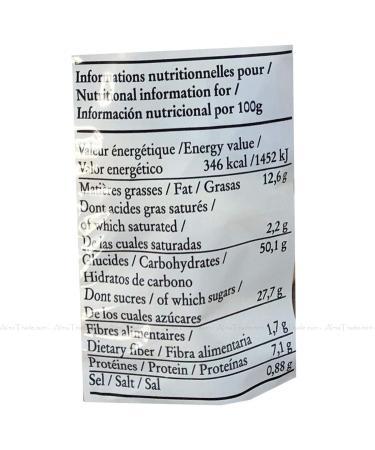 Informations nutritionnelles pour /
Nutritional information for /
Información nutricional por 100g
Valeur énergétique /Energy value /
Valor energético 346 kcal /1452 kJ
Matières grasses / Fat / Grasas 12,6 g
Dont acides gras saturés /
of which saturated / 2,2 g
De las cuales saturadas
Glucides / Carbohydrates / 50,1 g
Hidratos de carbono
Dont sucres / of which sugars / 27,7 g
De los cuales azúcares
Fibres alimentaires /
Dietary fiber / Fibra alimentaria 1,7 g
Protéines / Protein / Proteínas 7,1 g
Sel / Salt / Sal 0,88 g